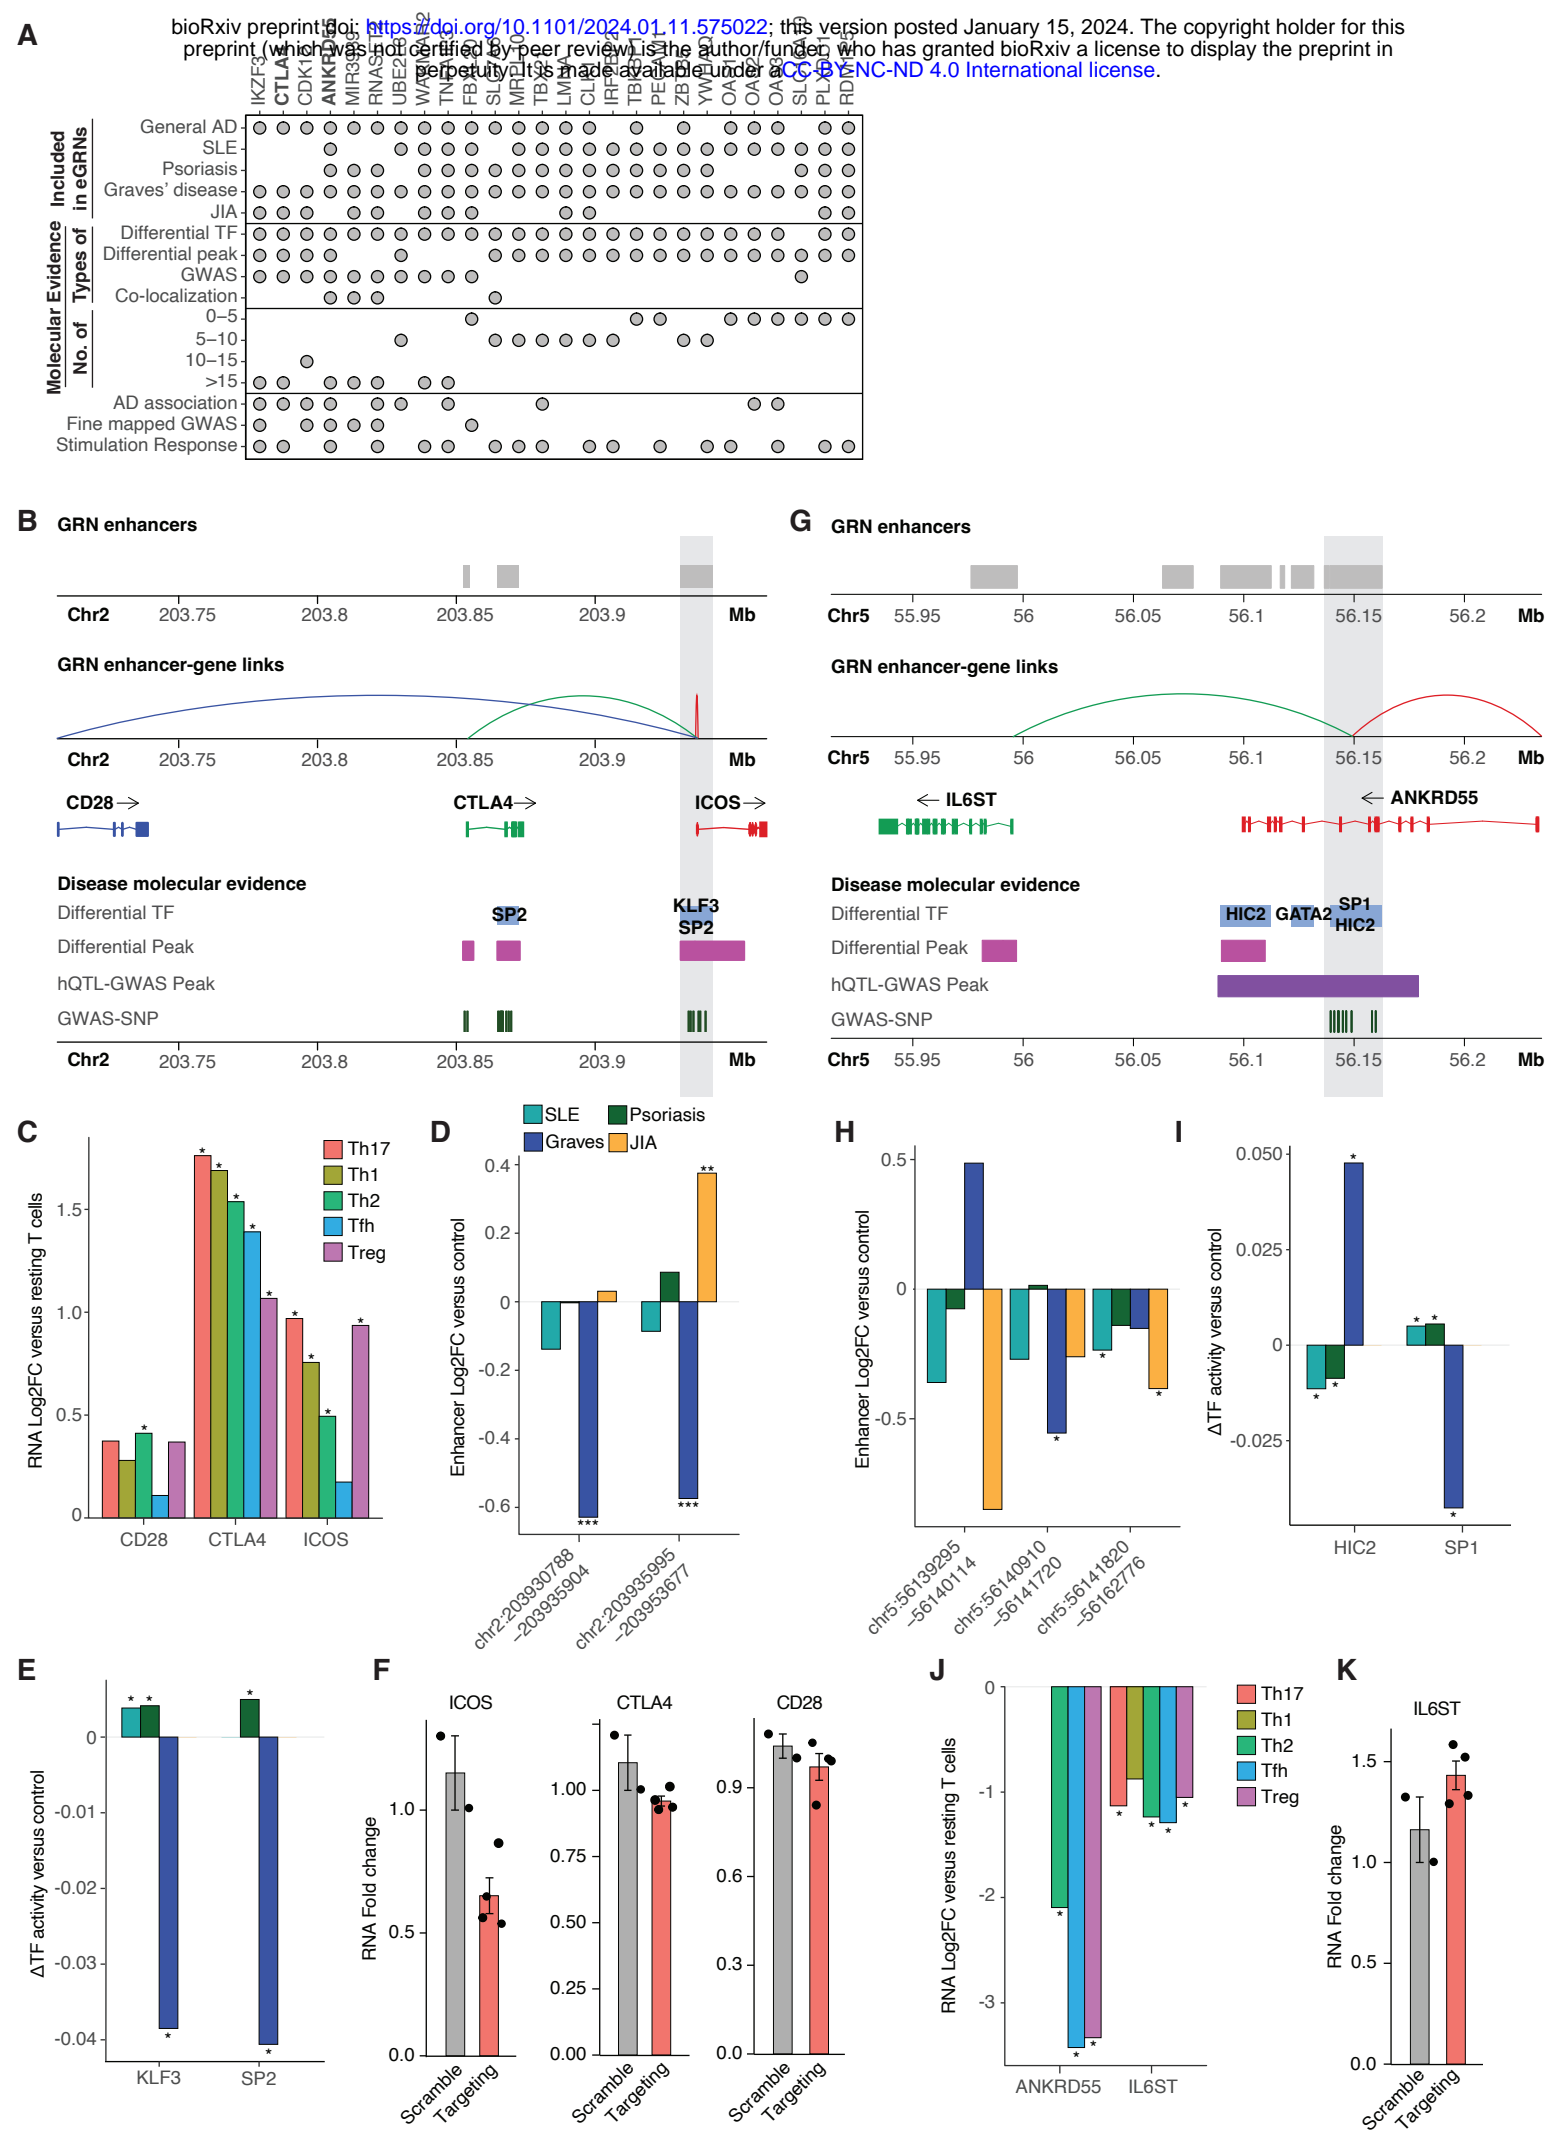 bioRxiv preprint doi: https://doi.org/10.1101/2024.01.11.575022; this version posted January 15, 2024. The copyright holder for this
preprint (which was not certified by peer review) is the author/funder, who has granted bioRxiv a license to display the preprint in
perpetuity. It is made available under aCC-BY-NC-ND 4.0 International license.
A
IKZF3
CTLA4
ANKRD55
General AD
SLE
Psoriasis
Graves' disease
JIA
Included
in eGRNs
Differential TF
Differential peak
GWAS
Co-localization
Types of
Molecular Evidence
0–5
5–10
10–15
>15
No. of
AD association
Fine mapped GWAS
Stimulation Response
B
GRN enhancers
Chr2 203.75 203.8 203.85 203.9 Mb
GRN enhancer-gene links
Chr2 203.75 203.8 203.85 203.9 Mb
CD28 CTLA4 ICOS
Disease molecular evidence
Differential TF SP2 KLF3 SP2
Differential Peak
hQTL-GWAS Peak
GWAS-SNP
Chr2 203.75 203.8 203.85 203.9 Mb
G
GRN enhancers
Chr5 55.95 56 56.05 56.1 56.15 56.2 Mb
GRN enhancer-gene links
Chr5 55.95 56 56.05 56.1 56.15 56.2 Mb
IL6ST ANKRD55
Disease molecular evidence
Differential TF HIC2 GATA2 SP1 HIC2
Differential Peak
hQTL-GWAS Peak
GWAS-SNP
Chr5 55.95 56 56.05 56.1 56.15 56.2 Mb
C
RNA Log2FC versus resting T cells
1.5
1.0
0.5
0
* * * * * * * * * *
Th17
Th1
Th2
Tfh
Treg
CD28 CTLA4 ICOS
D
SLE Psoriasis
Graves JIA
Enhancer Log2FC versus control
0.4
0.2
0
-0.2
-0.4
-0.6
*** *** **
chr2:203930788
–203935904
chr2:203935995
–203953677
H
Enhancer Log2FC versus control
0.5
0
-0.5
* * *
chr5:56139295
–56140114
chr5:56140910
–56141720
chr5:56141820
–56162776
I
ΔTF activity versus control
0.050
0.025
0
-0.025
* * * * * *
HIC2 SP1
E
ΔTF activity versus control
0
-0.01
-0.02
-0.03
-0.04
* * * * *
KLF3 SP2
F
RNA Fold change
ICOS
1.0
0.5
0.0
Scramble
Targeting
CTLA4
1.00
0.75
0.50
0.25
0.00
Scramble
Targeting
CD28
0.9
0.6
0.3
0.0
Scramble
Targeting
J
RNA Log2FC versus resting T cells
0
-1
-2
-3
* * * * * * *
Th17
Th1
Th2
Tfh
Treg
ANKRD55 IL6ST
K
IL6ST
RNA Fold change
1.5
1.0
0.5
0.0
Scramble
Targeting